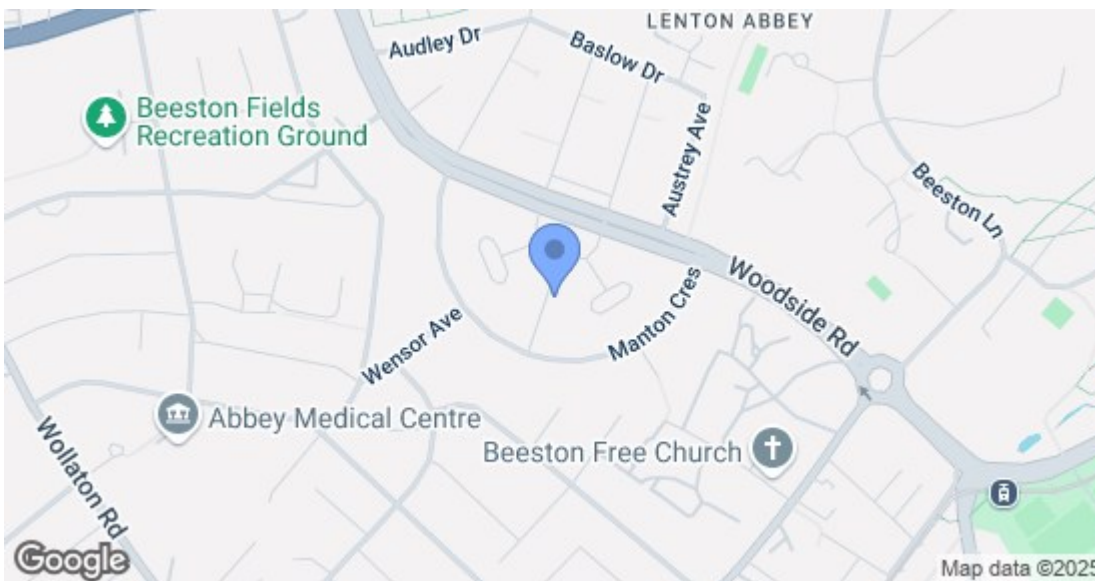 LENTON ABBEY
Audley Dr
Baslow Dr
Beeston Fields
Recreation Ground
Austrey Ave
Beeston Ln
Woodside Rd
Manton Cres
Wensor Ave
Abbey Medical Centre
Wollaton Rd
Beeston Free Church
Google
Map data ©2025